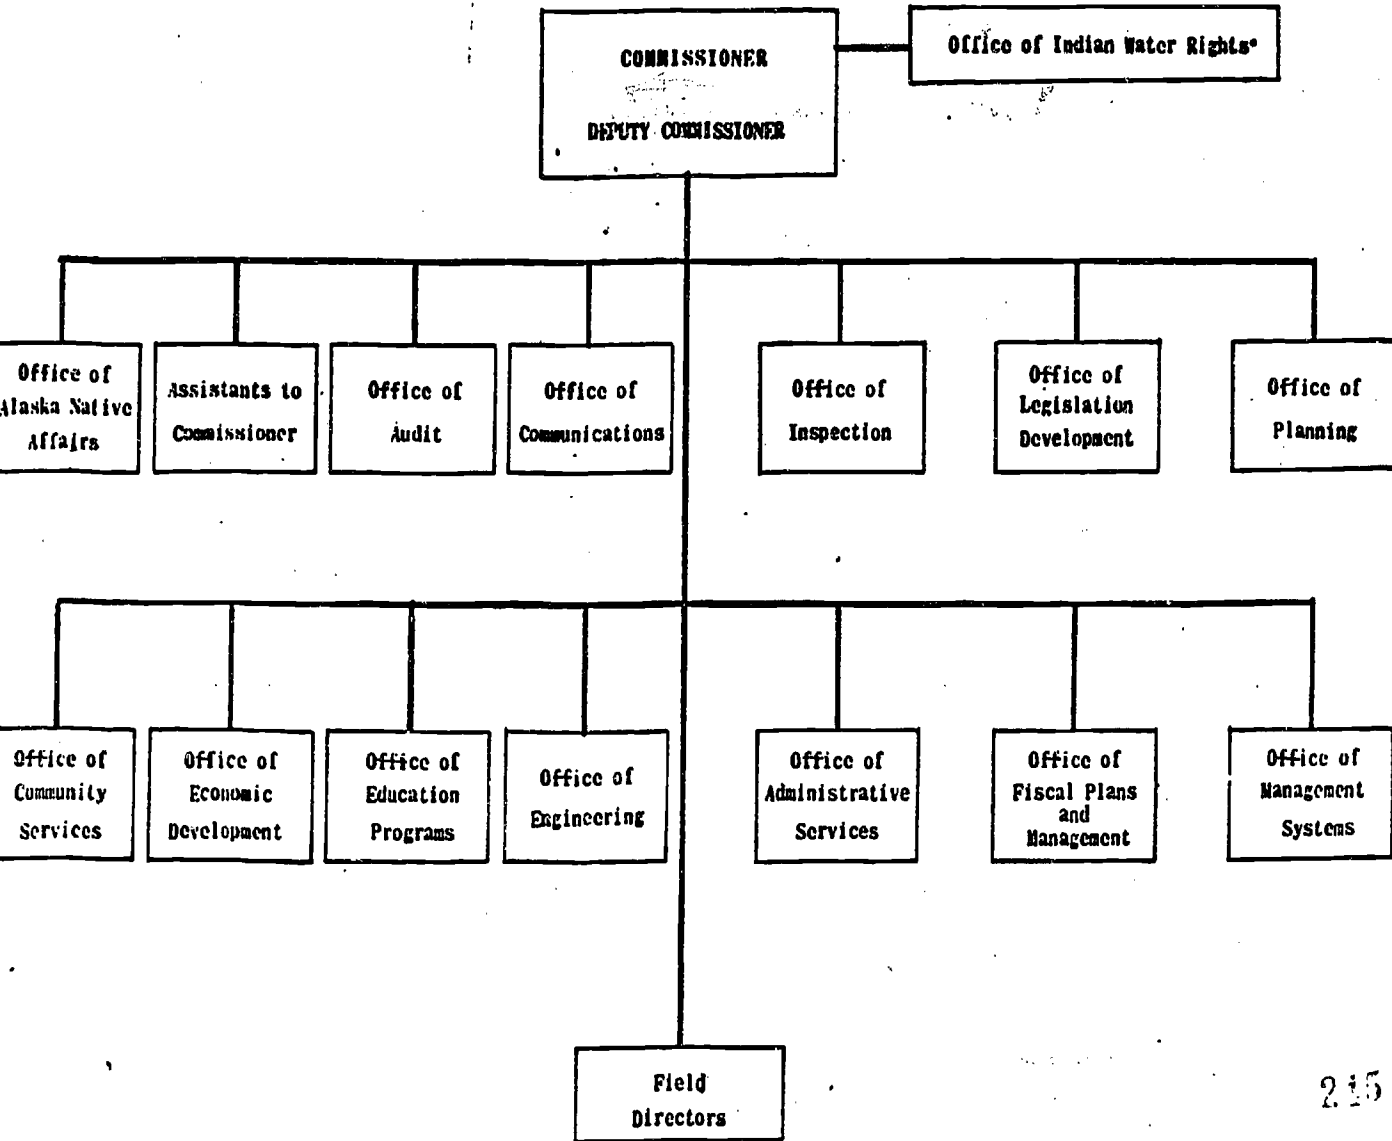 COMMISSIONER
DEPUTY COMMISSIONER
Office of Indian Water Rights*
Office of
Alaska Native
Affairs
Assistants to
Commissioner
Office of
Audit
Office of
Communications
Office of
Inspection
Office of
Legislation
Development
Office of
Planning
Office of
Community
Services
Office of
Economic
Development
Office of
Education
Programs
Office of
Engineering
Office of
Administrative
Services
Office of
Fiscal Plans
and
Management
Office of
Management
Systems
Field
Directors
215